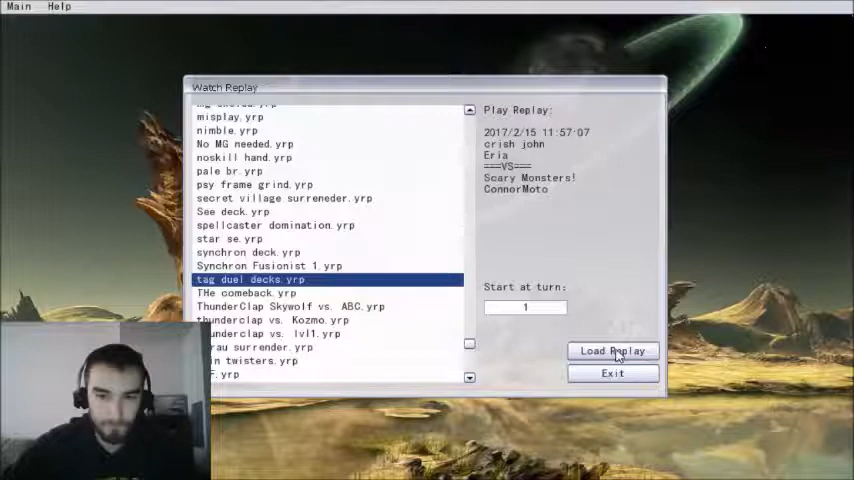 Main Help
Watch Replay
misplay.yrp
nimble.yrp
No MG needed.yrp
noskill hand.yrp
pale br.yrp
psy frame grind.yrp
secret village surreneder.yrp
See deck.yrp
spellcaster domination.yrp
star se.yrp
synchron deck.yrp
Synchron Fusionist 1.yrp
tag duel decks.yrp
THe comeback.yrp
ThunderClap Skywolf vs. ABC.yrp
thunderclap vs. Kozmo.yrp
thunderclap vs. lvl1.yrp
surrender.yrp
twisters.yrp
Play Replay:
2017/2/15 11:57:07
crish john
Eria
===VS===
Scary Monsters!
ConnorMoto
Start at turn:
1
Load Replay
Exit